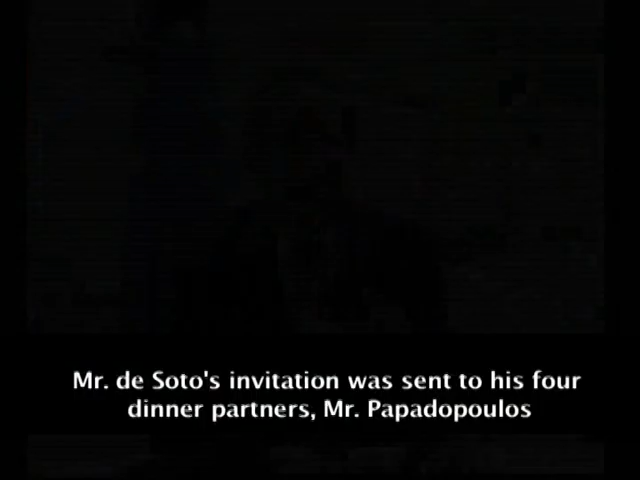 Mr. de Soto's invitation was sent to his four
dinner partners, Mr. Papadopoulos